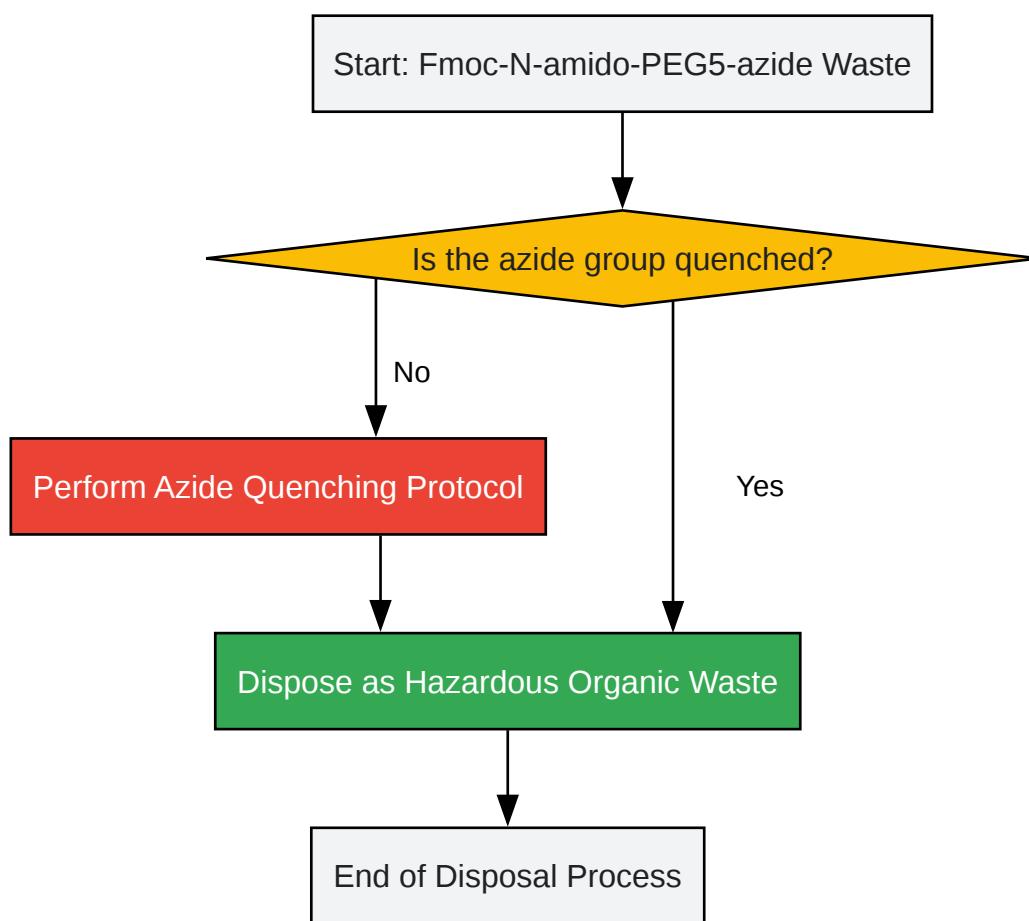 Start: Fmoc-N-amido-PEG5-azide Waste
Is the azide group quenched?
No
Perform Azide Quenching Protocol
Yes
Dispose as Hazardous Organic Waste
End of Disposal Process